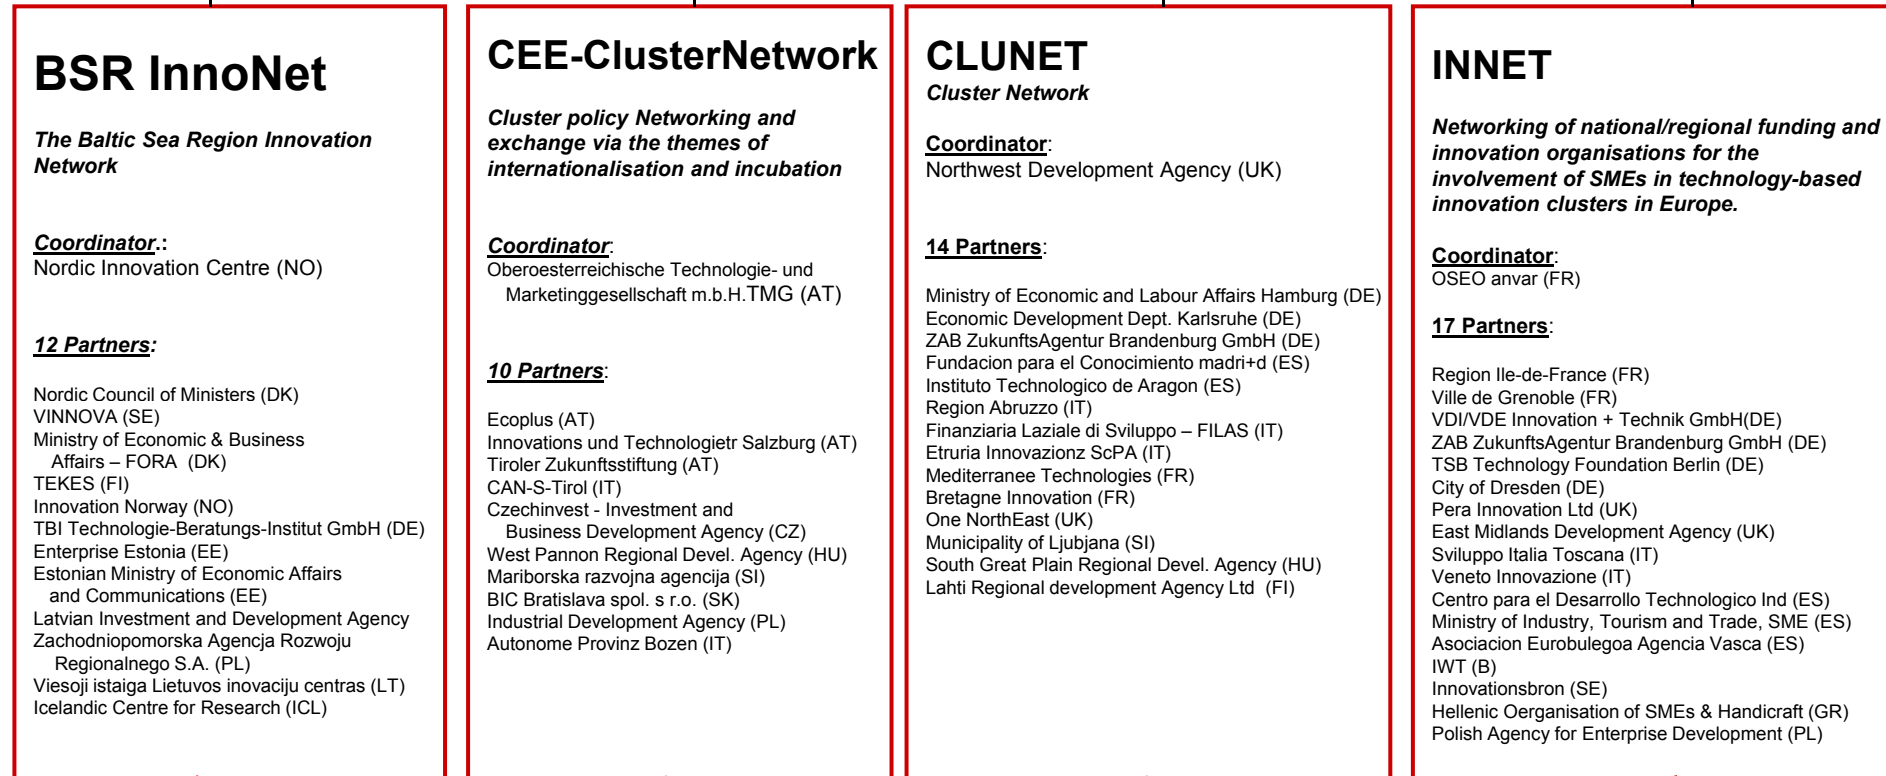 BSR InnoNet
The Baltic Sea Region Innovation
Network
Coordinator.:
Nordic Innovation Centre (NO)
12 Partners:
Nordic Council of Ministers (DK)
VINNOVA (SE)
Ministry of Economic & Business
Affairs – FORA (DK)
TEKES (FI)
Innovation Norway (NO)
TBI Technologie-Beratungs-Institut GmbH (DE)
Enterprise Estonia (EE)
Estonian Ministry of Economic Affairs
and Communications (EE)
Latvian Investment and Development Agency
Zachodniopomorska Agencja Rozwoju
Regionalnego S.A. (PL)
Viesoji istaiga Lietuvos inovaciju centras (LT)
Icelandic Centre for Research (ICL)
CEE-ClusterNetwork
Cluster policy Networking and
exchange via the themes of
internationalisation and incubation
Coordinator:
Oberoesterreichische Technologie- und
Marketinggesellschaft m.b.H.TMG (AT)
10 Partners:
Ecoplus (AT)
Innovations und Technologietr Salzburg (AT)
Tiroler Zukunftsstiftung (AT)
CAN-S-Tirol (IT)
Czechinvest - Investment and
Business Development Agency (CZ)
West Pannon Regional Devel. Agency (HU)
Mariborska razvojna agencija (SI)
BIC Bratislava spol. s r.o. (SK)
Industrial Development Agency (PL)
Autonome Provinz Bozen (IT)
CLUNET
Cluster Network
Coordinator:
Northwest Development Agency (UK)
14 Partners:
Ministry of Economic and Labour Affairs Hamburg (DE)
Economic Development Dept. Karlsruhe (DE)
ZAB ZukunftsAgentur Brandenburg GmbH (DE)
Fundacion para el Conocimiento madri+d (ES)
Instituto Technologico de Aragon (ES)
Region Abruzzo (IT)
Finanziaria Laziale di Sviluppo – FILAS (IT)
Etruria Innovazionz ScPA (IT)
Mediterranee Technologies (FR)
Bretagne Innovation (FR)
One NorthEast (UK)
Municipality of Ljubjana (SI)
South Great Plain Regional Devel. Agency (HU)
Lahti Regional development Agency Ltd (FI)
INNET
Networking of national/regional funding and
innovation organisations for the
involvement of SMEs in technology-based
innovation clusters in Europe.
Coordinator:
OSEO anvar (FR)
17 Partners:
Region Ile-de-France (FR)
Ville de Grenoble (FR)
VDI/VDE Innovation + Technik GmbH(DE)
ZAB ZukunftsAgentur Brandenburg GmbH (DE)
TSB Technology Foundation Berlin (DE)
City of Dresden (DE)
Pera Innovation Ltd (UK)
East Midlands Development Agency (UK)
Sviluppo Italia Toscana (IT)
Veneto Innovazione (IT)
Centro para el Desarrollo Technologico Ind (ES)
Ministry of Industry, Tourism and Trade, SME (ES)
Asociacion Eurobulegoa Agencia Vasca (ES)
IWT (B)
Innovationsbron (SE)
Hellenic Oerganisation of SMEs & Handicraft (GR)
Polish Agency for Enterprise Development (PL)